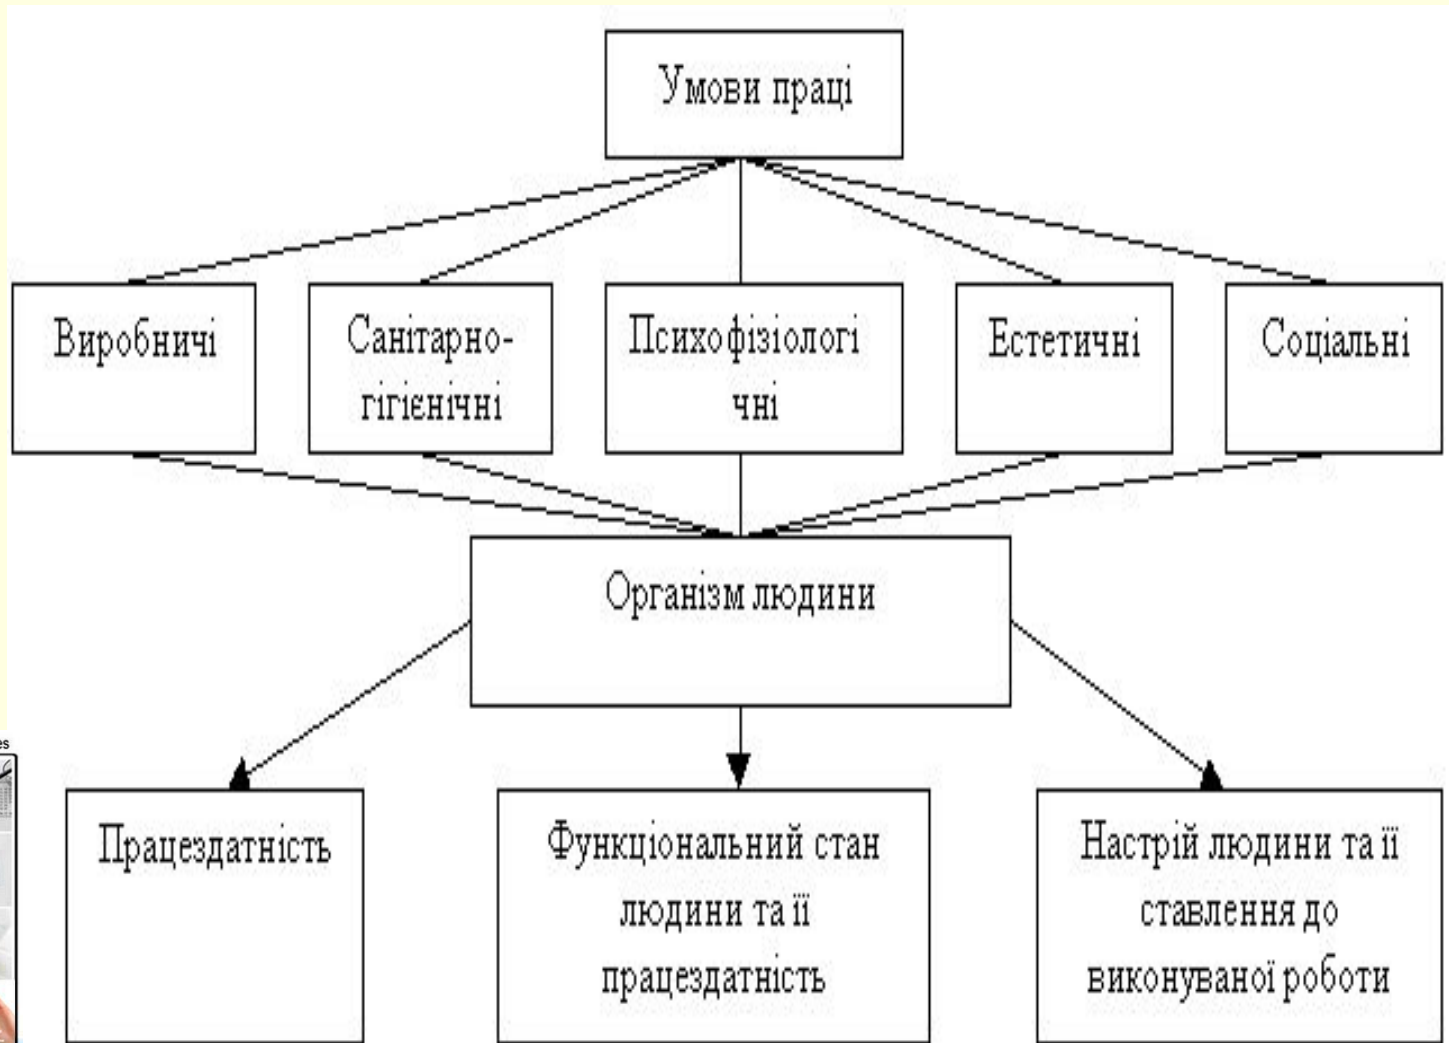 Умови праці
Виробничі
Санітарно-
гігієнічні
Психофізіологі
чні
Естетичні
Соціальні
Організм людини
Працездатність
Функціональний стан
людини та її
працездатність
Настрій людини та її
ставлення до
виконуваної роботи